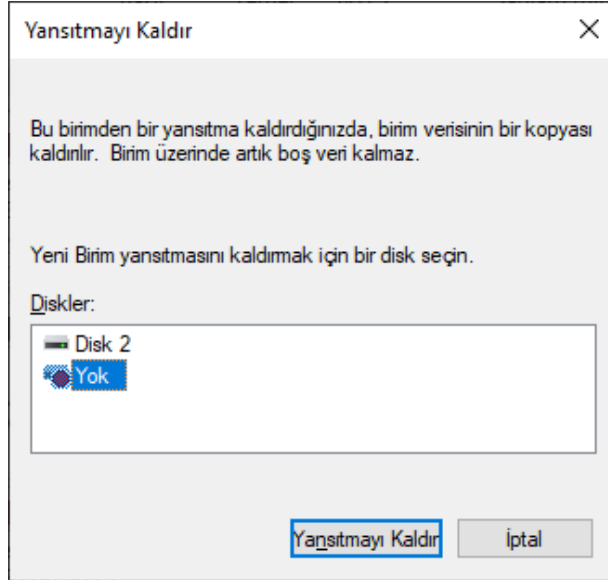 Yansıtmayı Kaldır
Bu birimden bir yansıtma kaldırdığınızda, birim verisinin bir kopyası
kaldırılır. Birim üzerinde artık boş veri kalmaz.
Yeni Birim yansıtmasını kaldırmak için bir disk seçin.
Diskler:
Disk 2
Yok
Yansıtmayı Kaldır
İptal